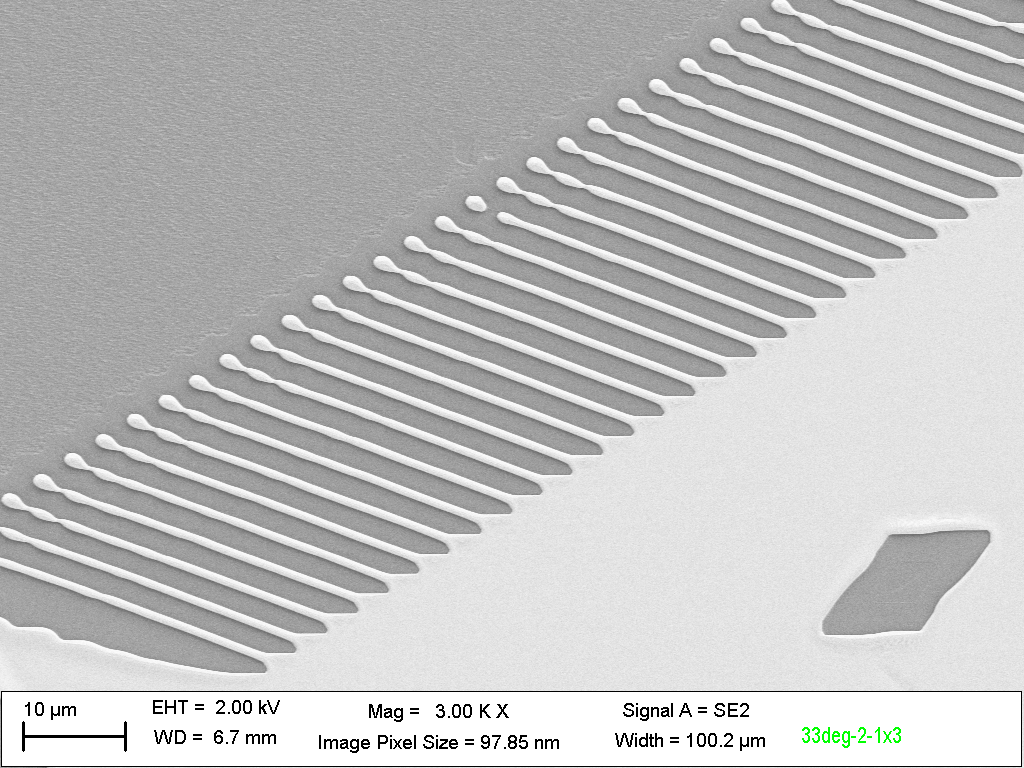 10 µm EHT = 2.00 kV Mag = 3.00 K X Signal A = SE2
WD = 6.7 mm Image Pixel Size = 97.85 nm Width = 100.2 µm 33deg-2-1x3